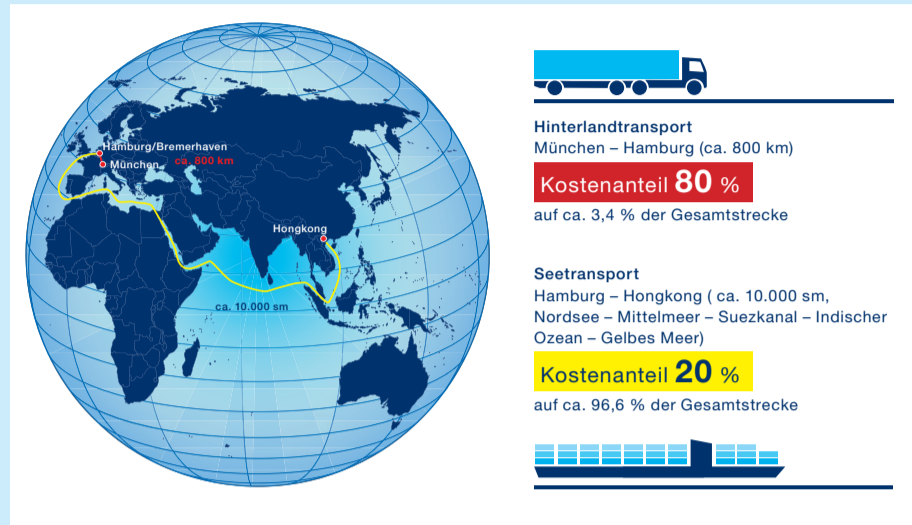 Hamburg/Bremerhaven
München
ca. 800 km
Hongkong
ca. 10.000 sm
Hinterlandtransport
München – Hamburg (ca. 800 km)
Kostenanteil 80 %
auf ca. 3,4 % der Gesamtstrecke
Seetransport
Hamburg – Hongkong ( ca. 10.000 sm,
Nordsee – Mittelmeer – Suezkanal – Indischer
Ozean – Gelbes Meer)
Kostenanteil 20 %
auf ca. 96,6 % der Gesamtstrecke